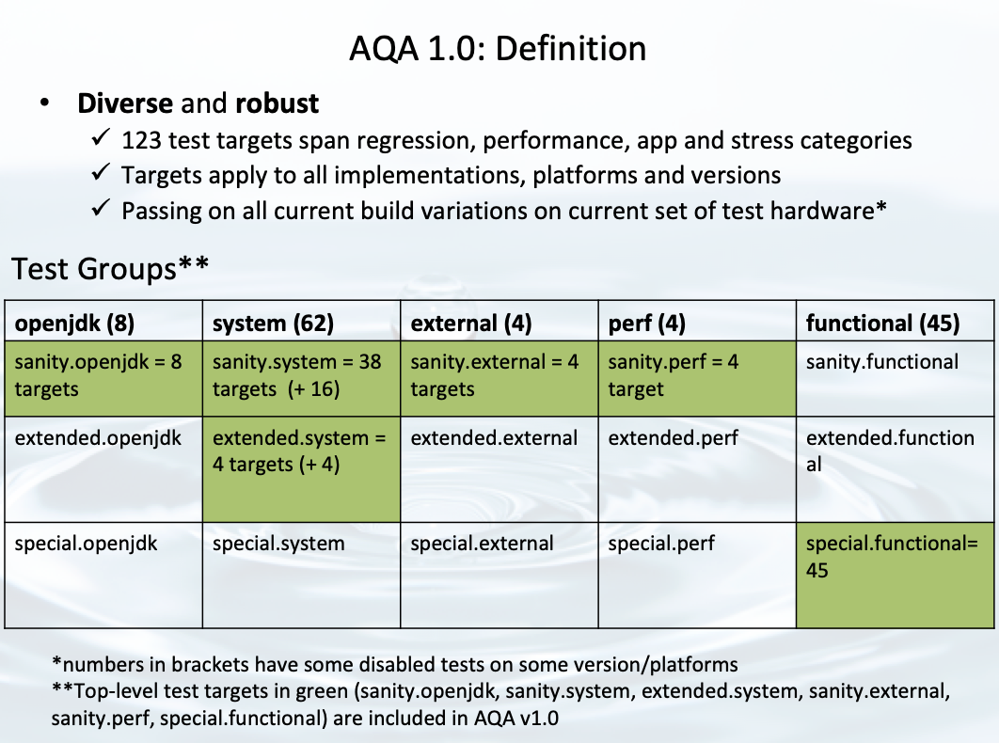 AQA 1.0: Definition
• Diverse and robust
✓ 123 test targets span regression, performance, app and stress categories
✓ Targets apply to all implementations, platforms and versions
✓ Passing on all current build variations on current set of test hardware*
Test Groups**
openjdk (8)
system (62)
external (4)
perf (4)
functional (45)
sanity.openjdk = 8
targets
sanity.system = 38
targets (+ 16)
sanity.external = 4
targets
sanity.perf = 4
target
sanity.functional
extended.openjdk
extended.system =
4 targets (+ 4)
extended.external
extended.perf
extended.function
al
special.openjdk
special.system
special.external
special.perf
special.functional=
45
*numbers in brackets have some disabled tests on some version/platforms
**Top-level test targets in green (sanity.openjdk, sanity.system, extended.system, sanity.external,
sanity.perf, special.functional) are included in AQA v1.0